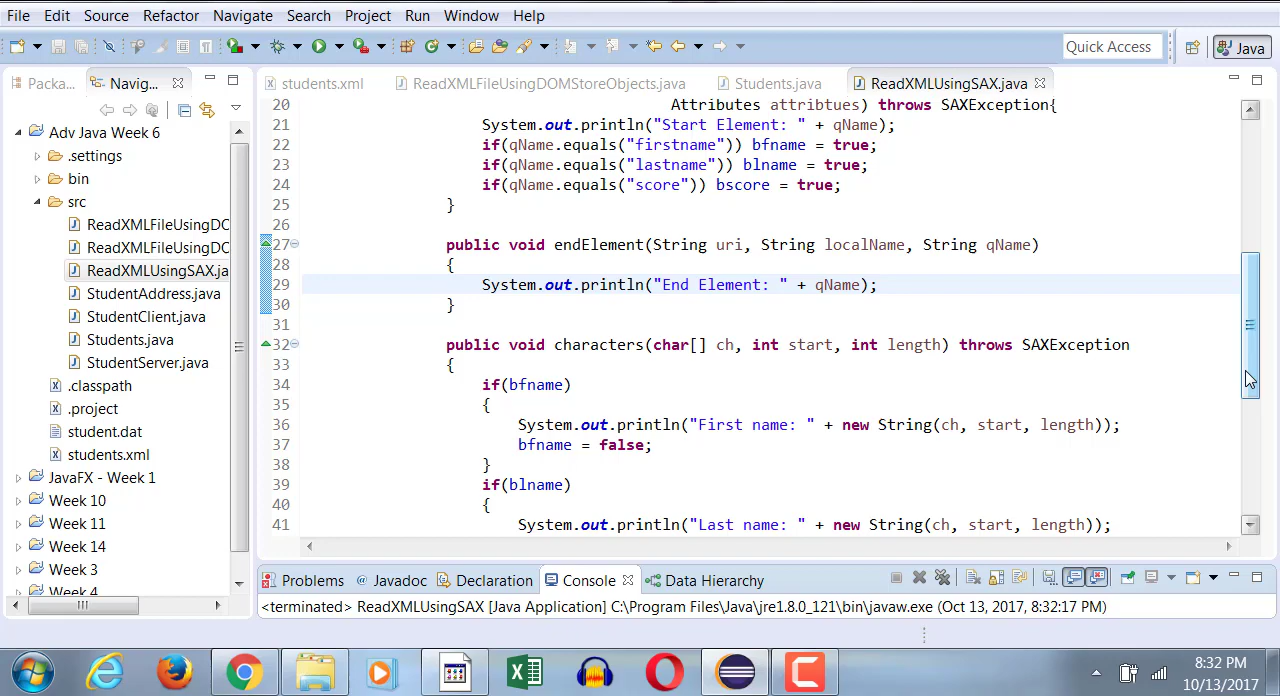 File Edit Source Refactor Navigate Search Project Run Window Help
Quick Access Java
Packa... Navig... students.xml ReadXMLFileUsingDOMStoreObjects.java Students.java ReadXMLUsingSAX.java
Adv Java Week 6
.settings
bin
src
ReadXMLFileUsingDO
ReadXMLFileUsingDO
ReadXMLUsingSAX.ja
StudentAddress.java
StudentClient.java
Students.java
StudentServer.java
.classpath
.project
student.dat
students.xml
JavaFX - Week 1
Week 10
Week 11
Week 14
Week 3
Week 4
20 Attributes attribtues) throws SAXException{
21 System.out.println("Start Element: " + qName);
22 if(qName.equals("firstname")) bfname = true;
23 if(qName.equals("lastname")) blname = true;
24 if(qName.equals("score")) bscore = true;
25 }
26
27 public void endElement(String uri, String localName, String qName)
28 {
29 System.out.println("End Element: " + qName);
30 }
31
32 public void characters(char[] ch, int start, int length) throws SAXException
33 {
34 if(bfname)
35 {
36 System.out.println("First name: " + new String(ch, start, length));
37 bfname = false;
38 }
39 if(blname)
40 {
41 System.out.println("Last name: " + new String(ch, start, length));
Problems Javadoc Declaration Console Data Hierarchy
<terminated> ReadXMLUsingSAX [Java Application] C:\Program Files\Java\jre1.8.0_121\bin\javaw.exe (Oct 13, 2017, 8:32:17 PM)
8:32 PM
10/13/2017